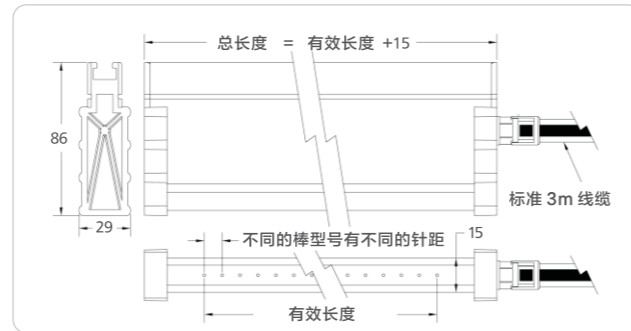 总长度 = 有效长度 +15
86
29
标准 3m 线缆
不同的棒型号有不同的针距
15
有效长度